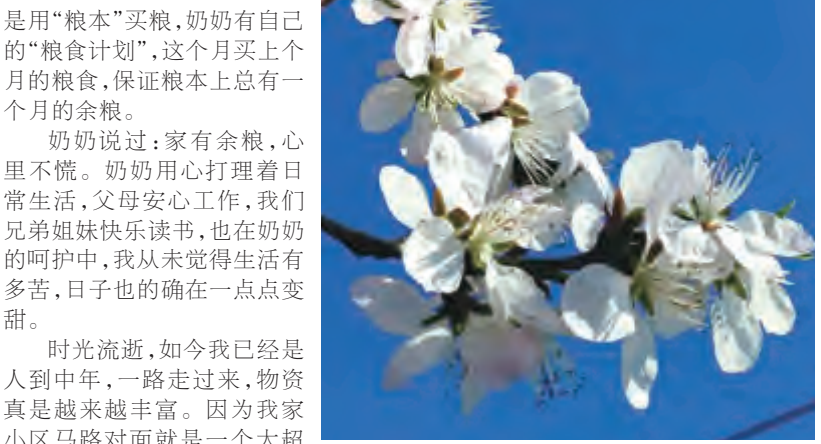 是用“粮本”买粮,奶奶有自己
的“粮食计划”,这个月买上个
月的粮食,保证粮本上总有一
个月的余粮。
奶奶说过:家有余粮,心
里不慌。奶奶用心打理着日
常生活,父母安心工作,我们
兄弟姐妹快乐读书,也在奶奶
的呵护中,我从未觉得生活有
多苦,日子也的确在一点点变
甜。
时光流逝,如今我已经是
人到中年,一路走过来,物资
真是越来越丰富。因为我家
小区马路对面就是一个大超